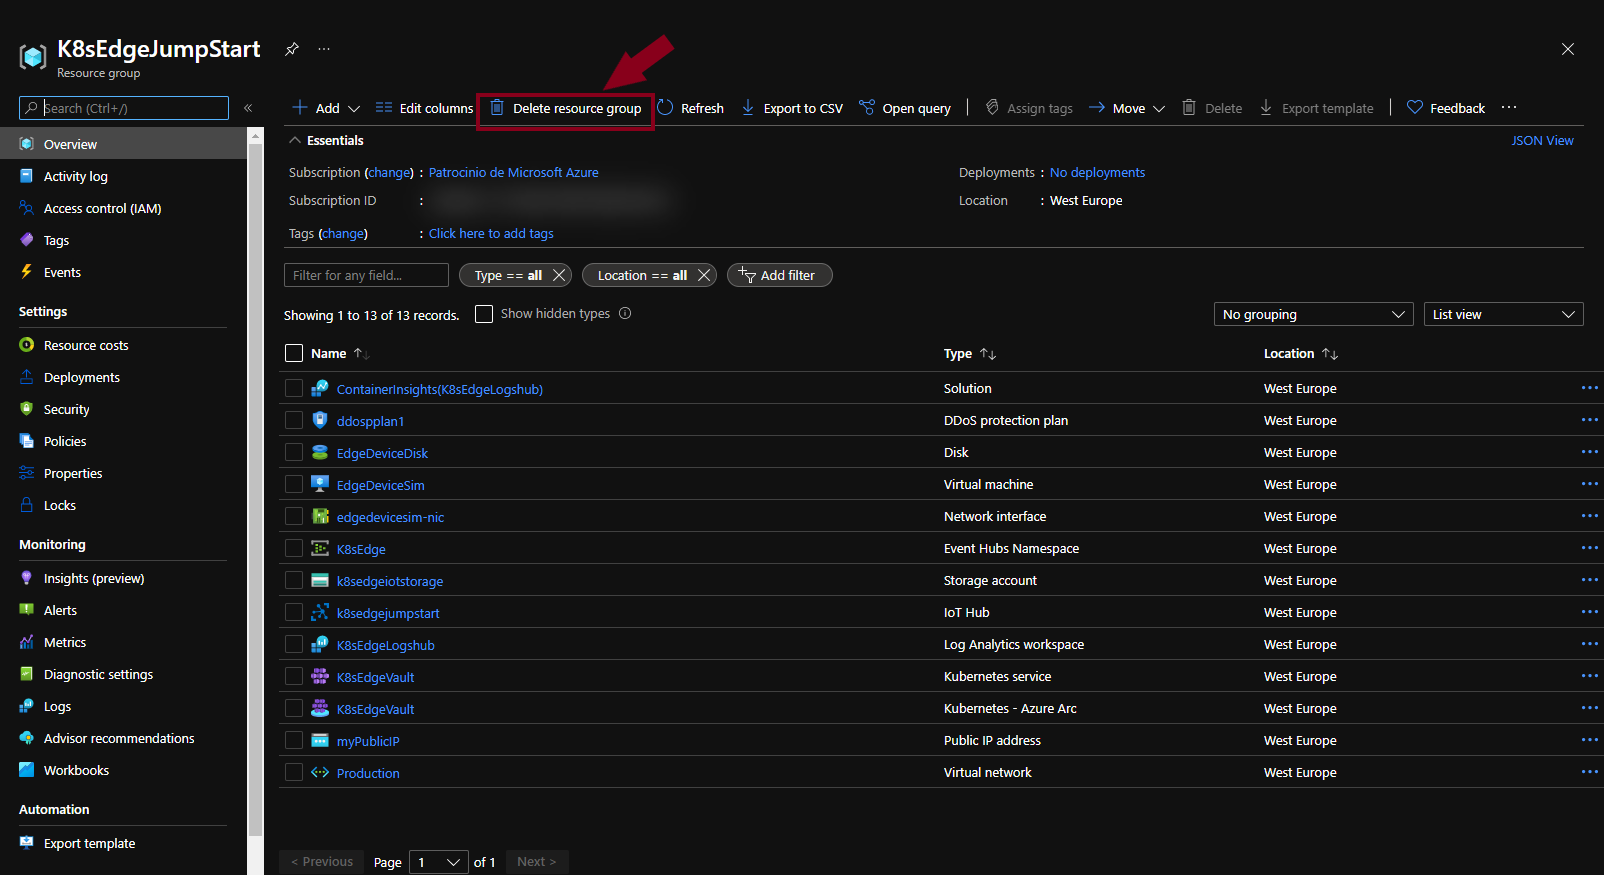 K8sEdgeJumpStart
Resource group
Search (Ctrl+/)
Overview
Activity log
Access control (IAM)
Tags
Events
Settings
Resource costs
Deployments
Security
Policies
Properties
Locks
Monitoring
Insights (preview)
Alerts
Metrics
Diagnostic settings
Logs
Advisor recommendations
Workbooks
Automation
Export template
Add Edit columns Delete resource group Refresh Export to CSV Open query Assign tags Move Delete Export template Feedback
Essentials JSON View
Subscription (change) : Patrocinio de Microsoft Azure Deployments : No deployments
Subscription ID : Location : West Europe
Tags (change) : Click here to add tags
Filter for any field... Type == all Location == all Add filter
Showing 1 to 13 of 13 records. Show hidden types No grouping List view
Name Type Location
ContainerInsights(K8sEdgeLogshub) Solution West Europe
ddospplan1 DDoS protection plan West Europe
EdgeDeviceDisk Disk West Europe
EdgeDeviceSim Virtual machine West Europe
edgedevicesim-nic Network interface West Europe
K8sEdge Event Hubs Namespace West Europe
k8sedgeiotstorage Storage account West Europe
k8sedgejumpstart IoT Hub West Europe
K8sEdgeLogshub Log Analytics workspace West Europe
K8sEdgeVault Kubernetes service West Europe
K8sEdgeVault Kubernetes - Azure Arc West Europe
myPublicIP Public IP address West Europe
Production Virtual network West Europe
< Previous Page 1 of 1 Next >